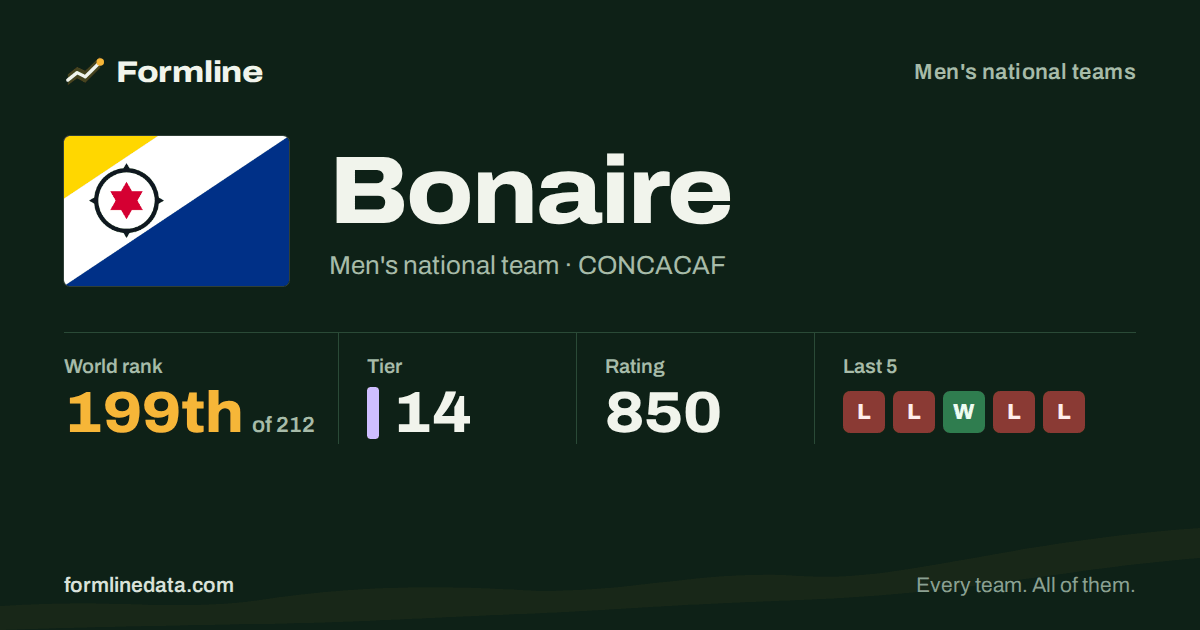 Formline
Men's national teams
Bonaire
Men's national team · CONCACAF
World rank
199th of 212
Tier
14
Rating
850
Last 5
L L W L L
formlinedata.com
Every team. All of them.